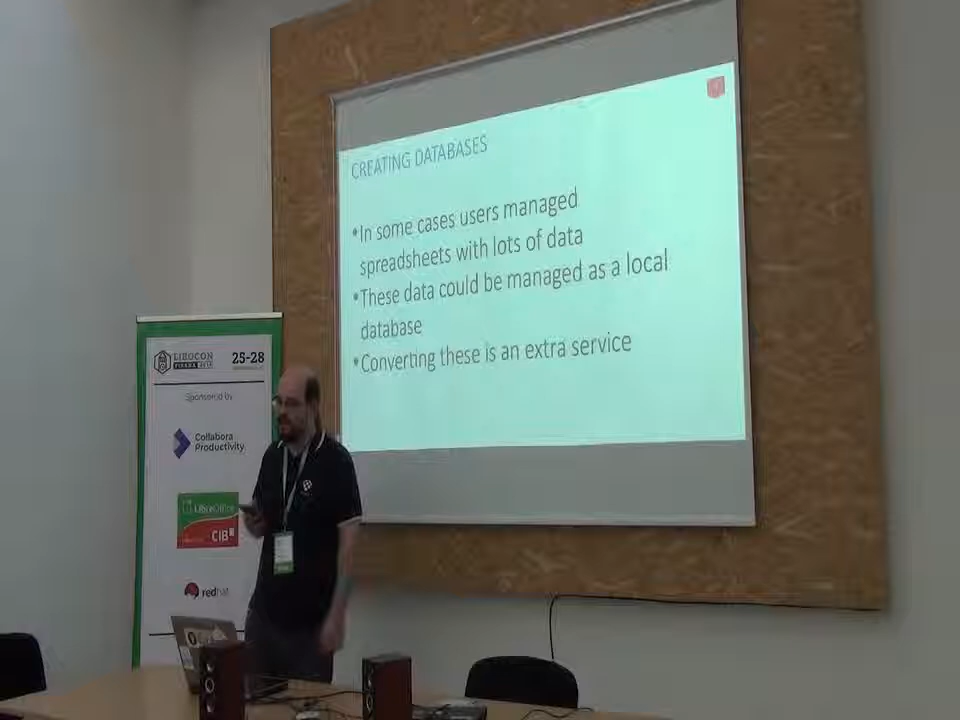 CREATING DATABASES
•In some cases users managed
spreadsheets with lots of data
•These data could be managed as a local
database
•Converting these is an extra service
LIBOCON
25-28
Sponsored by
Collabora
Productivity
LibreOffice
CIB
redhat